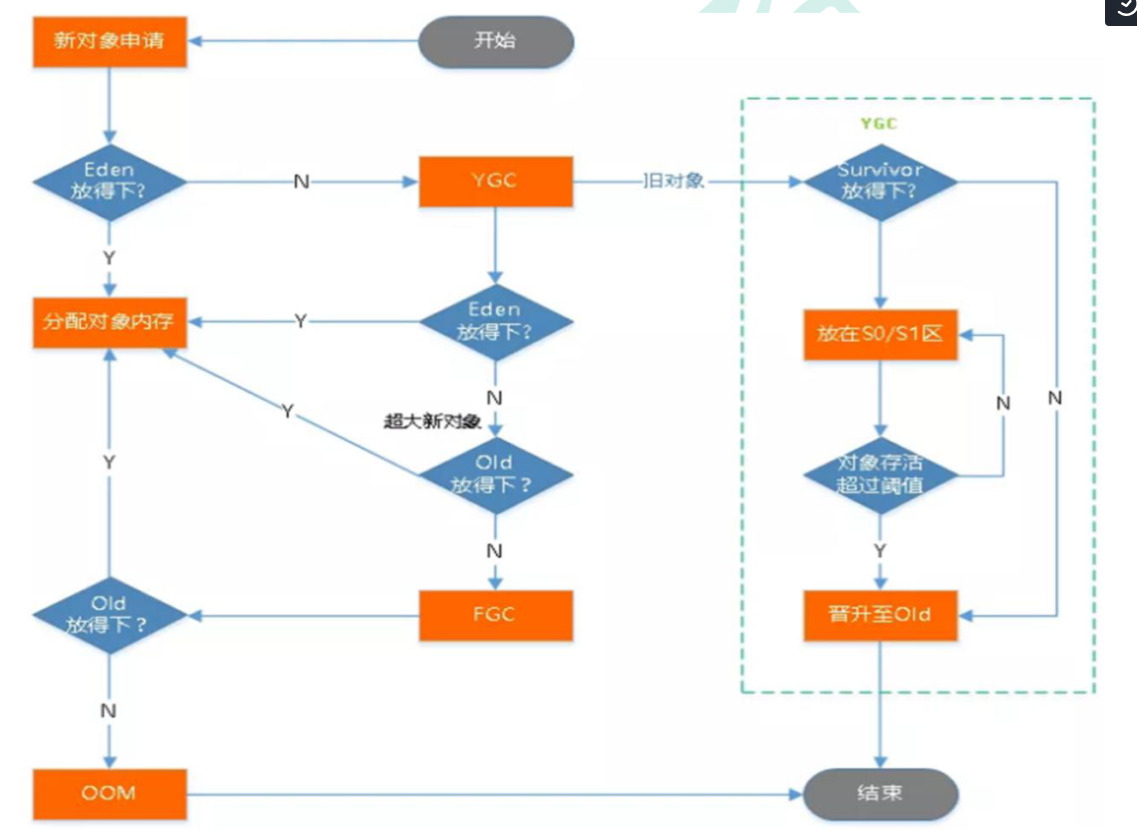 新对象申请
开始
YGC
Eden
放得下?
N
YGC
旧对象
Survivor
放得下?
Y
分配对象内存
Y
Eden
放得下?
放在S0/S1区
N
N
N
Y
超大新对象
Y
Old
放得下？
对象存活
超过阈值
N
Y
Old
放得下？
FGC
晋升至Old
N
OOM
结束